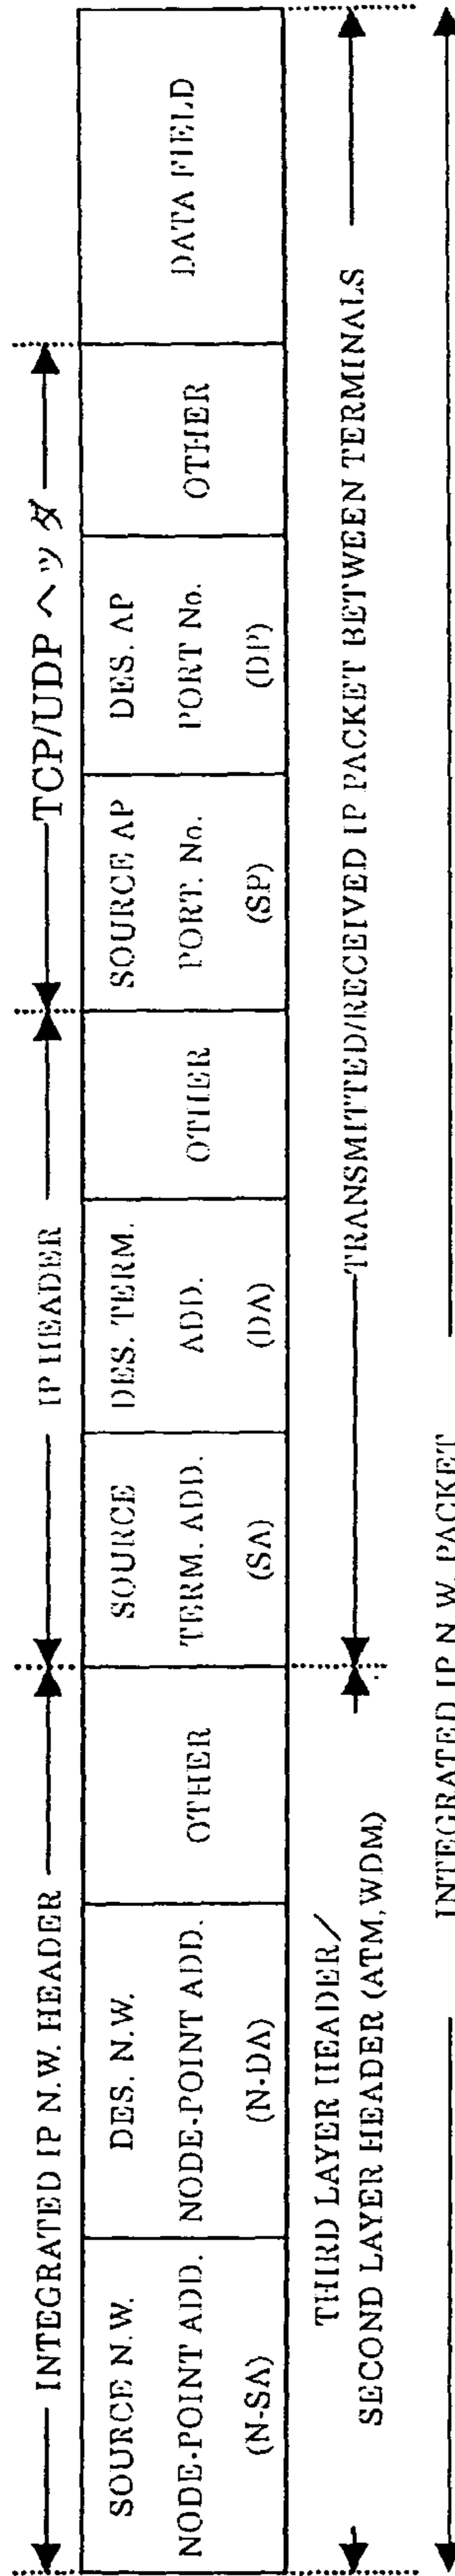 INTEGRATED IP N.W. HEADER
IP HEADER
TCP/UDP ヘッダ
SOURCE N.W.
NODE-POINT ADD.
(N-SA)
DES. N.W.
NODE-POINT ADD.
(N-DA)
OTHER
SOURCE
TERM. ADD.
(SA)
DES. TERM.
ADD.
(DA)
OTHER
SOURCE AP
PORT. No.
(SP)
DES. AP
PORT No.
(DP)
OTHER
DATA FIELD
THIRD LAYER HEADER/
SECOND LAYER HEADER (ATM,WDM)
TRANSMITTED/RECEIVED IP PACKET BETWEEN TERMINALS
INTEGRATED IP N.W. PACKET